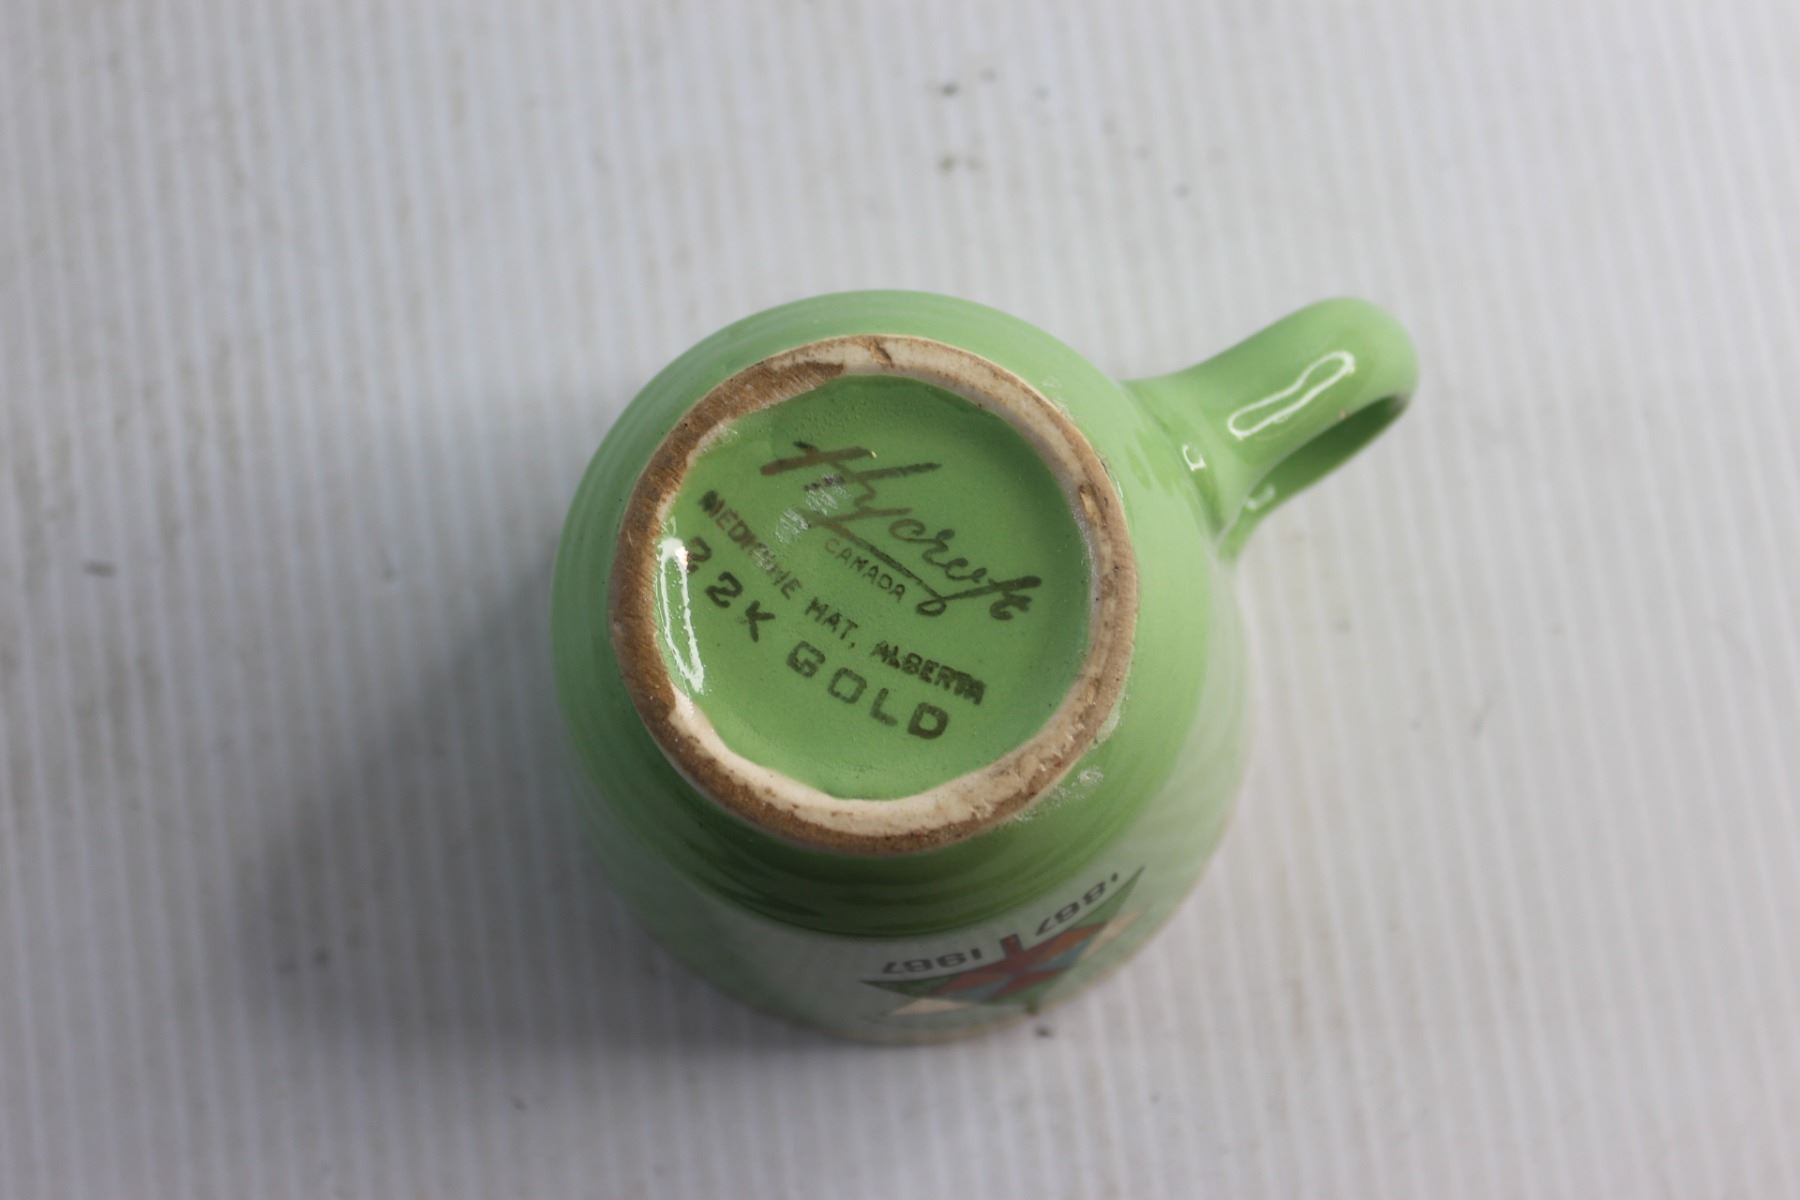 Hycroft
CANADA
MEDICINE HAT, ALBERTA
22K GOLD
1867 1967